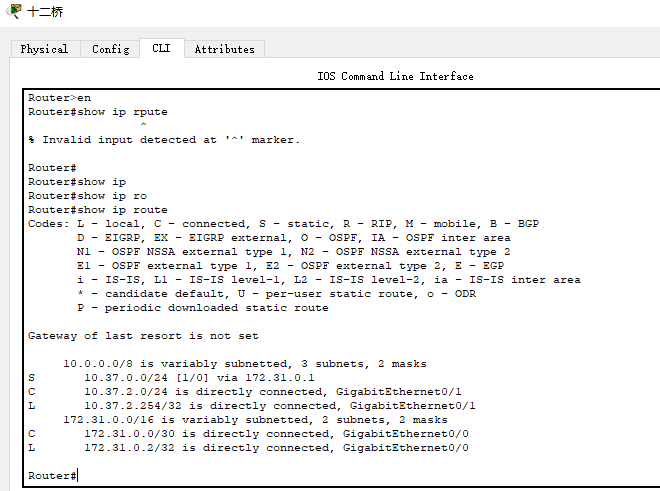 十二桥
Physical Config CLI Attributes
IOS Command Line Interface
Router>en
Router#show ip rpute
^
% Invalid input detected at '^' marker.
Router#
Router#show ip
Router#show ip ro
Router#show ip route
Codes: L - local, C - connected, S - static, R - RIP, M - mobile, B - BGP
D - EIGRP, EX - EIGRP external, O - OSPF, IA - OSPF inter area
N1 - OSPF NSSA external type 1, N2 - OSPF NSSA external type 2
E1 - OSPF external type 1, E2 - OSPF external type 2, E - EGP
i - IS-IS, L1 - IS-IS level-1, L2 - IS-IS level-2, ia - IS-IS inter area
* - candidate default, U - per-user static route, o - ODR
P - periodic downloaded static route
Gateway of last resort is not set
10.0.0.0/8 is variably subnetted, 3 subnets, 2 masks
S 10.37.0.0/24 [1/0] via 172.31.0.1
C 10.37.2.0/24 is directly connected, GigabitEthernet0/1
L 10.37.2.254/32 is directly connected, GigabitEthernet0/1
172.31.0.0/16 is variably subnetted, 2 subnets, 2 masks
C 172.31.0.0/30 is directly connected, GigabitEthernet0/0
L 172.31.0.2/32 is directly connected, GigabitEthernet0/0
Router#